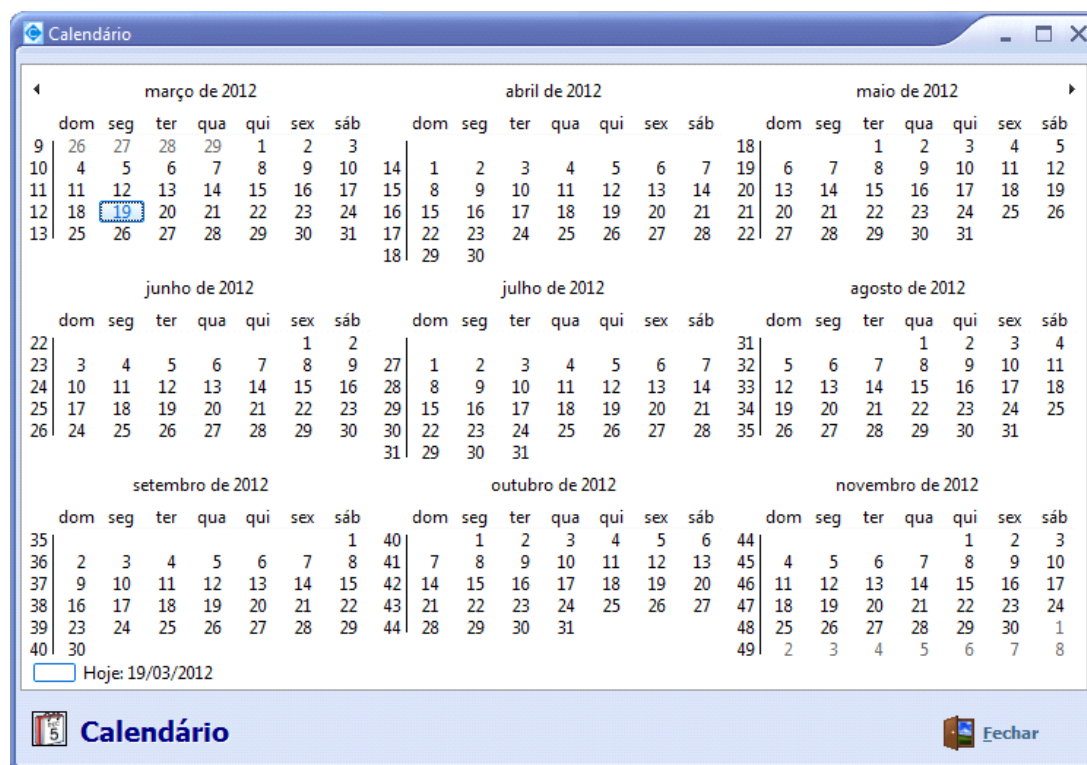 Calendário
março de 2012 abril de 2012 maio de 2012
dom seg ter qua qui sex sáb dom seg ter qua qui sex sáb dom seg ter qua qui sex sáb
9 26 27 28 29 1 2 3 18 1 2 3 4 5
10 4 5 6 7 8 9 10 14 1 2 3 4 5 6 7 19 6 7 8 9 10 11 12
11 11 12 13 14 15 16 17 15 8 9 10 11 12 13 14 20 13 14 15 16 17 18 19
12 18 19 20 21 22 23 24 16 15 16 17 18 19 20 21 21 20 21 22 23 24 25 26
13 25 26 27 28 29 30 31 17 22 23 24 25 26 27 28 22 27 28 29 30 31
18 29 30
junho de 2012 julho de 2012 agosto de 2012
dom seg ter qua qui sex sáb dom seg ter qua qui sex sáb dom seg ter qua qui sex sáb
22 1 2 31 1 2 3 4
23 3 4 5 6 7 8 9 27 1 2 3 4 5 6 7 32 5 6 7 8 9 10 11
24 10 11 12 13 14 15 16 28 8 9 10 11 12 13 14 33 12 13 14 15 16 17 18
25 17 18 19 20 21 22 23 29 15 16 17 18 19 20 21 34 19 20 21 22 23 24 25
26 24 25 26 27 28 29 30 30 22 23 24 25 26 27 28 35 26 27 28 29 30 31
31 29 30 31
setembro de 2012 outubro de 2012 novembro de 2012
dom seg ter qua qui sex sáb dom seg ter qua qui sex sáb dom seg ter qua qui sex sáb
35 1 40 1 2 3 4 5 6 44 1 2 3
36 2 3 4 5 6 7 8 41 7 8 9 10 11 12 13 45 4 5 6 7 8 9 10
37 9 10 11 12 13 14 15 42 14 15 16 17 18 19 20 46 11 12 13 14 15 16 17
38 16 17 18 19 20 21 22 43 21 22 23 24 25 26 27 47 18 19 20 21 22 23 24
39 23 24 25 26 27 28 29 44 28 29 30 31 48 25 26 27 28 29 30 1
40 30 49 2 3 4 5 6 7 8
Hoje: 19/03/2012
5 Calendário Fechar